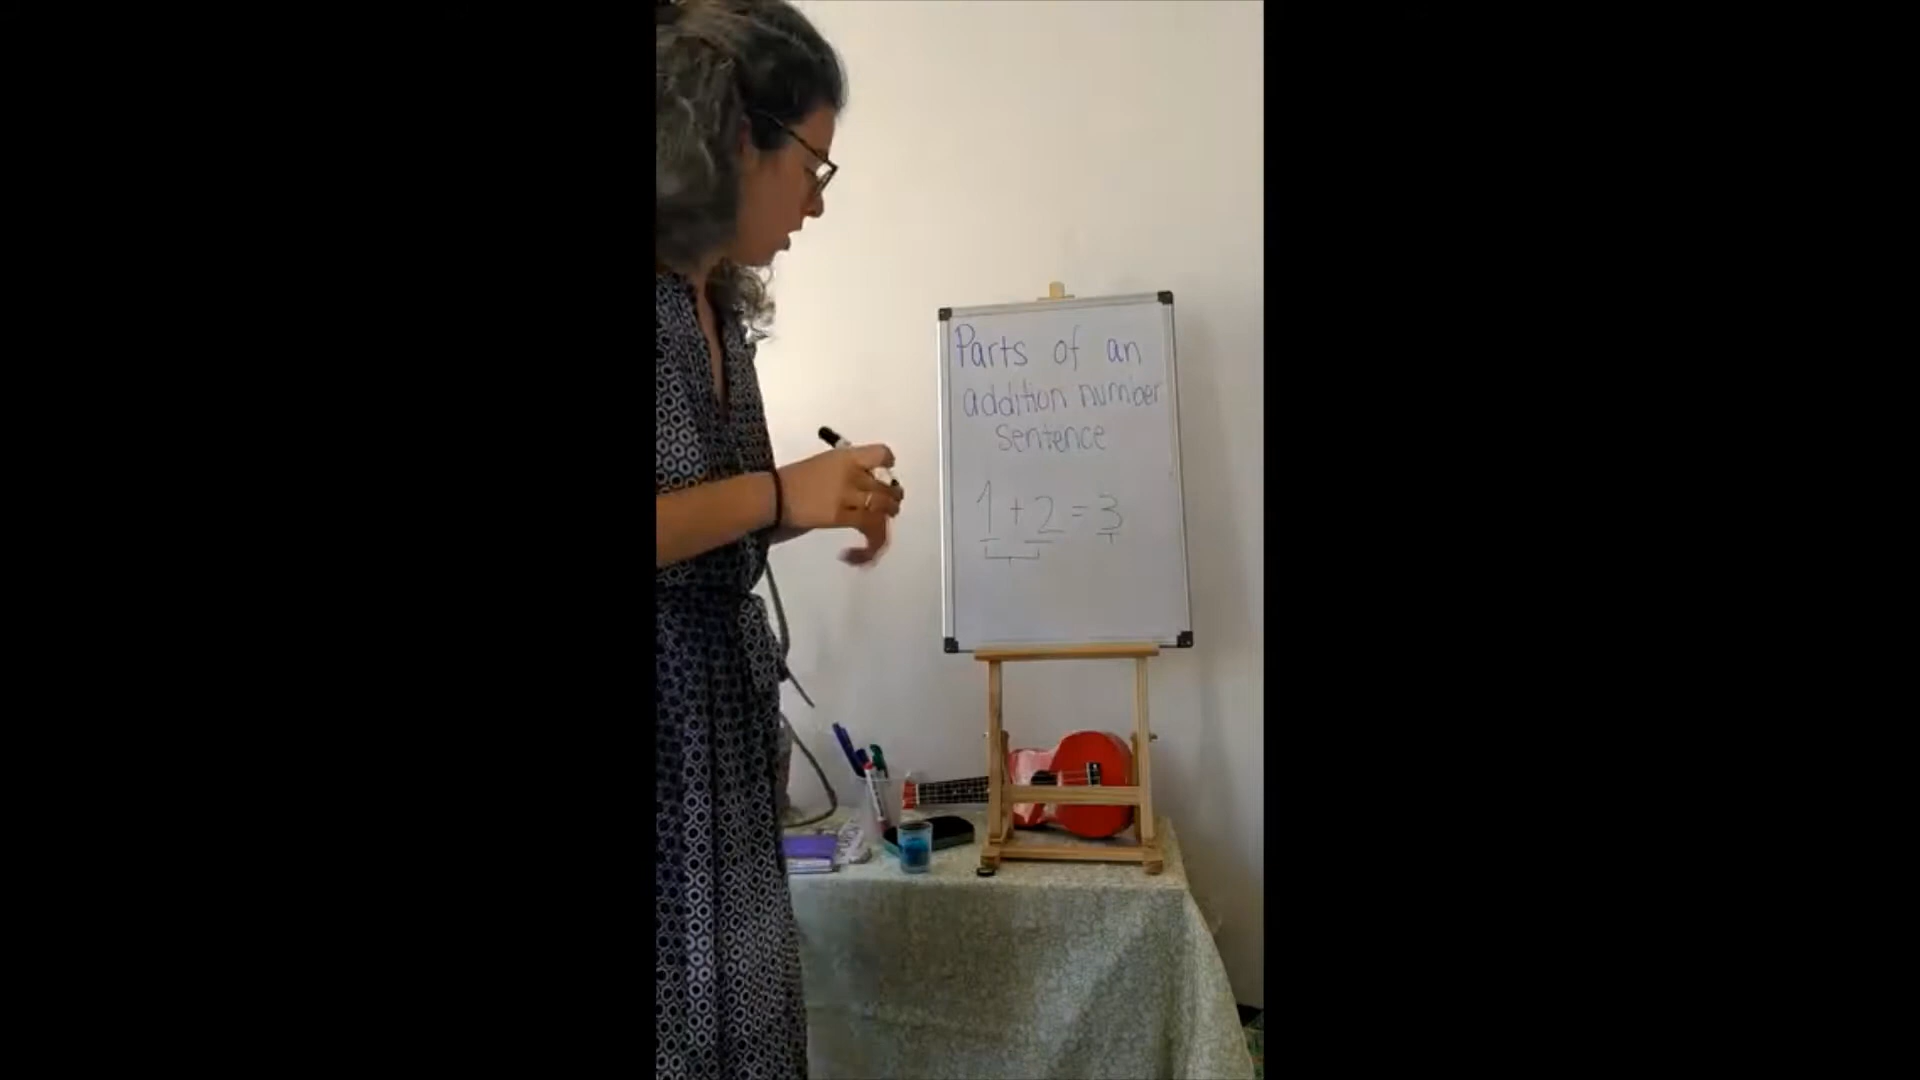 Parts of an
addition number
sentence
1 + 2 = 3